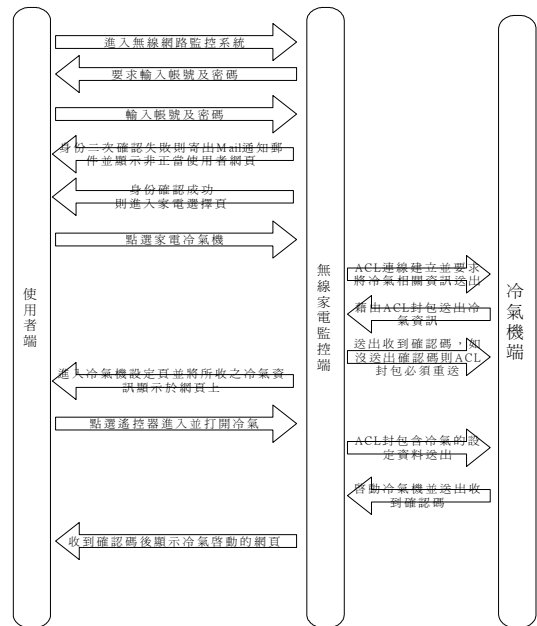 進入無線網路監控系統
要求輸入帳號及密碼
輸入帳號及密碼
身份三次確認失敗則寄出Mail通知郵
件並顯示非正當使用者網頁
身份確認成功
則進入家電選擇頁
點選家電冷氣機
ACL連線建立並要求
將冷氣相關資訊送出
藉由ACL封包送出冷
氣資訊
送出收到確認碼，如
沒送出確認碼則ACL
封包必須重送
進入冷氣機設定頁並將所收之冷氣資
訊顯示於網頁上
點選遙控器進入並打開冷氣
ACL封包含冷氣的設
定資料送出
啓動冷氣機並送出收
到確認碼
收到確認碼後顯示冷氣啓動的網頁
使用者端
無線家電監控端
冷氣機端